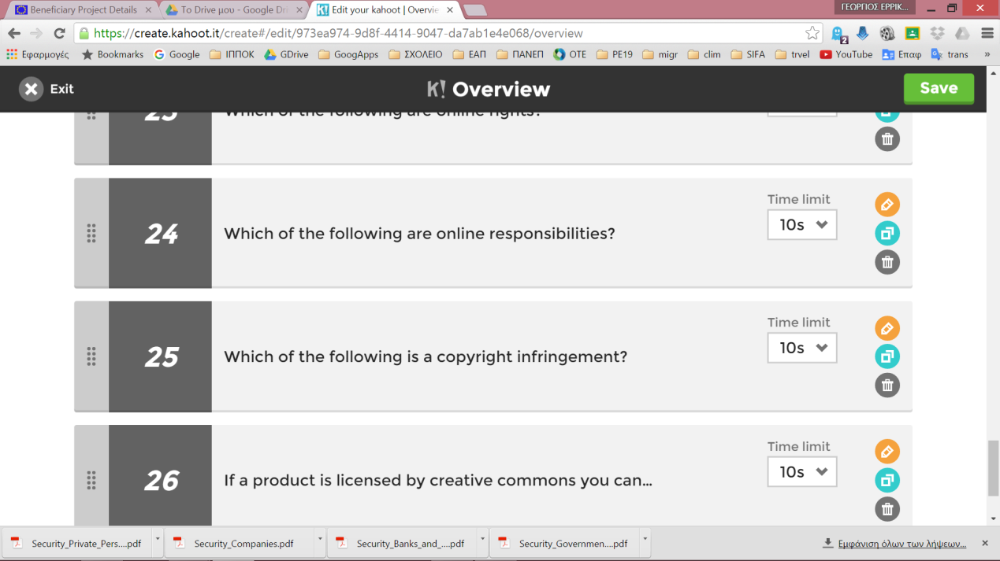 Beneficiary Project Details
Το Drive μου - Google Dri
Edit your kahoot | Overvie
ΓΕΩΡΓΙΟΣ ΕΡΡΙΚ...
https://create.kahoot.it/create#/edit/973ea974-9d8f-4414-9047-da7ab1e4e068/overview
2
Εφαρμογές
Bookmarks
Google
ΙΠΠΟΚ
GDrive
GoogApps
ΣΧΟΛΕΙΟ
ΕΑΠ
ΠΑΝΕΠ
ΟΤΕ
PE19
migr
clim
SIFA
trvel
YouTube
Επαφ
trans
»
Exit
K! Overview
Save
23
Which of the following are online rights?
24
Which of the following are online responsibilities?
Time limit
10s
25
Which of the following is a copyright infringement?
Time limit
10s
26
If a product is licensed by creative commons you can...
Time limit
10s
Security_Private_Pers....pdf
Security_Companies.pdf
Security_Banks_and_....pdf
Security_Governmen....pdf
Εμφάνιση όλων των λήψεων...